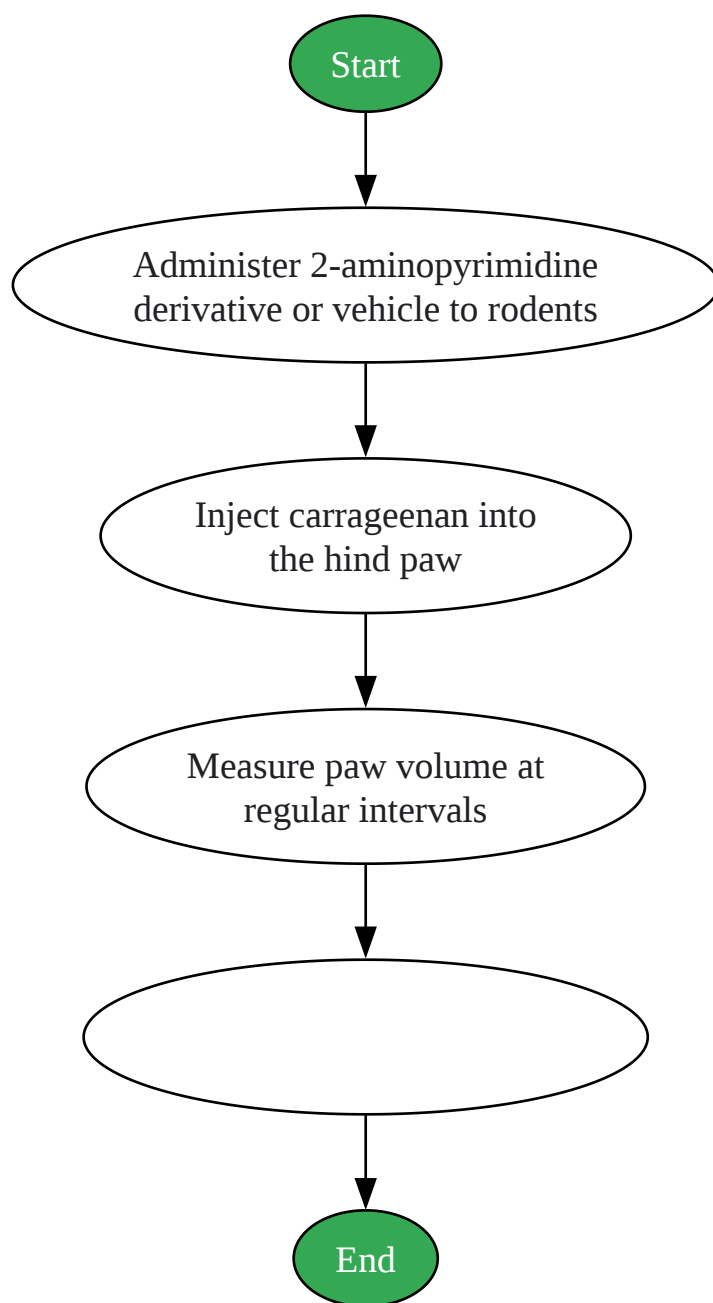 Start
Administer 2-aminopyrimidine
derivative or vehicle to rodents
Inject carrageenan into
the hind paw
Measure paw volume at
regular intervals
End